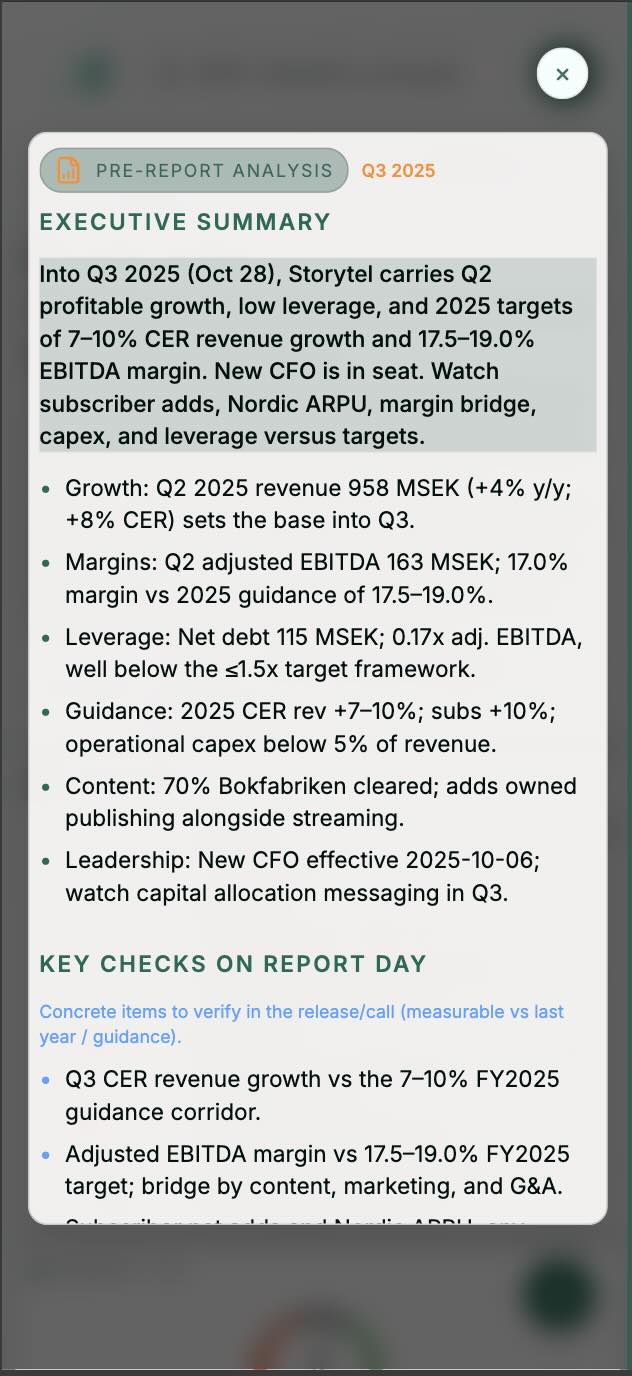 ×
PRE-REPORT ANALYSIS Q3 2025
EXECUTIVE SUMMARY
Into Q3 2025 (Oct 28), Storytel carries Q2
profitable growth, low leverage, and 2025 targets
of 7–10% CER revenue growth and 17.5–19.0%
EBITDA margin. New CFO is in seat. Watch
subscriber adds, Nordic ARPU, margin bridge,
capex, and leverage versus targets.
• Growth: Q2 2025 revenue 958 MSEK (+4% y/y;
+8% CER) sets the base into Q3.
• Margins: Q2 adjusted EBITDA 163 MSEK; 17.0%
margin vs 2025 guidance of 17.5–19.0%.
• Leverage: Net debt 115 MSEK; 0.17x adj. EBITDA,
well below the ≤1.5x target framework.
• Guidance: 2025 CER rev +7–10%; subs +10%;
operational capex below 5% of revenue.
• Content: 70% Bokfabriken cleared; adds owned
publishing alongside streaming.
• Leadership: New CFO effective 2025-10-06;
watch capital allocation messaging in Q3.
KEY CHECKS ON REPORT DAY
Concrete items to verify in the release/call (measurable vs last
year / guidance).
• Q3 CER revenue growth vs the 7–10% FY2025
guidance corridor.
• Adjusted EBITDA margin vs 17.5–19.0% FY2025
target; bridge by content, marketing, and G&A.